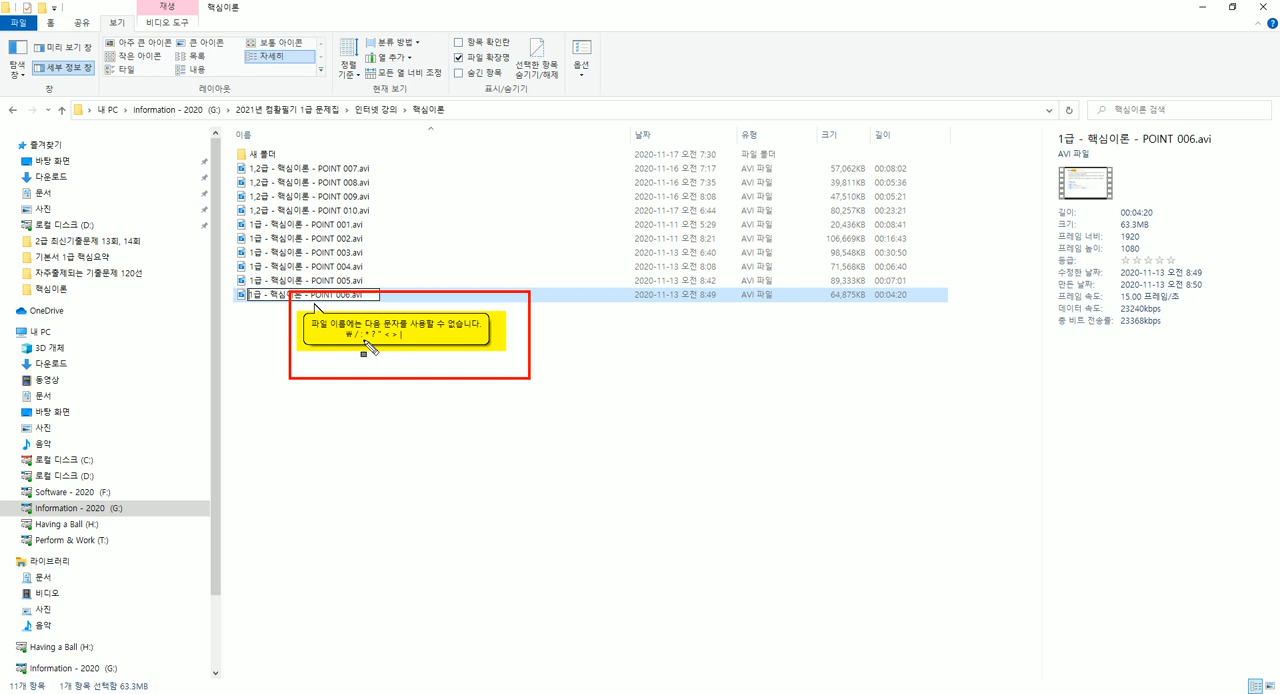 재생
핵심이론
파일
홈
공유
보기
비디오 도구
탐색 창
미리 보기 창
세부 정보 창
창
아주 큰 아이콘
큰 아이콘
보통 아이콘
작은 아이콘
목록
자세히
타일
내용
레이아웃
정렬 기준
분류 방법
열 추가
모든 열 너비 조정
현재 보기
항목 확인란
파일 확장명
숨긴 항목
선택한 항목 숨기기/해제
표시/숨기기
옵션
내 PC > Information - 2020 (G:) > 2021년 컴활필기 1급 문제집 > 인터넷 강의 > 핵심이론
핵심이론 검색
즐겨찾기
바탕 화면
다운로드
문서
사진
로컬 디스크 (D:)
2급 최신기출문제 13회, 14회
기본서 1급 핵심요약
자주출제되는 기출문제 120선
핵심이론
OneDrive
내 PC
3D 개체
다운로드
동영상
문서
바탕 화면
사진
음악
로컬 디스크 (C:)
로컬 디스크 (D:)
Software - 2020 (F:)
Information - 2020 (G:)
Having a Ball (H:)
Perform & Work (T:)
라이브러리
문서
비디오
사진
음악
Having a Ball (H:)
Information - 2020 (G:)
이름 날짜 유형 크기 길이
새 폴더 2020-11-17 오전 7:30 파일 폴더
1,2급 - 핵심이론 - POINT 007.avi 2020-11-16 오전 7:17 AVI 파일 57,062KB 00:08:02
1,2급 - 핵심이론 - POINT 008.avi 2020-11-16 오전 7:35 AVI 파일 39,811KB 00:05:36
1,2급 - 핵심이론 - POINT 009.avi 2020-11-16 오전 8:08 AVI 파일 47,510KB 00:05:21
1,2급 - 핵심이론 - POINT 010.avi 2020-11-17 오전 6:44 AVI 파일 80,257KB 00:23:21
1급 - 핵심이론 - POINT 001.avi 2020-11-11 오전 5:29 AVI 파일 20,436KB 00:08:41
1급 - 핵심이론 - POINT 002.avi 2020-11-11 오전 8:21 AVI 파일 106,669KB 00:16:43
1급 - 핵심이론 - POINT 003.avi 2020-11-13 오전 6:40 AVI 파일 98,548KB 00:30:50
1급 - 핵심이론 - POINT 004.avi 2020-11-13 오전 8:08 AVI 파일 71,568KB 00:06:40
1급 - 핵심이론 - POINT 005.avi 2020-11-13 오전 8:42 AVI 파일 89,333KB 00:07:01
1급 - 핵심이론 - POINT 006.avi 2020-11-13 오전 8:49 AVI 파일 64,875KB 00:04:20
파일 이름에는 다음 문자를 사용할 수 없습니다.
₩ / : * ? " < > |
1급 - 핵심이론 - POINT 006.avi
AVI 파일
길이: 00:04:20
크기: 63.3MB
프레임 너비: 1920
프레임 높이: 1080
등급: ☆☆☆☆☆
수정한 날짜: 2020-11-13 오전 8:49
만든 날짜: 2020-11-13 오전 8:50
프레임 속도: 15.00 프레임/초
데이터 속도: 23240kbps
총 비트 전송률: 23368kbps
11개 항목 1개 항목 선택함 63.3MB